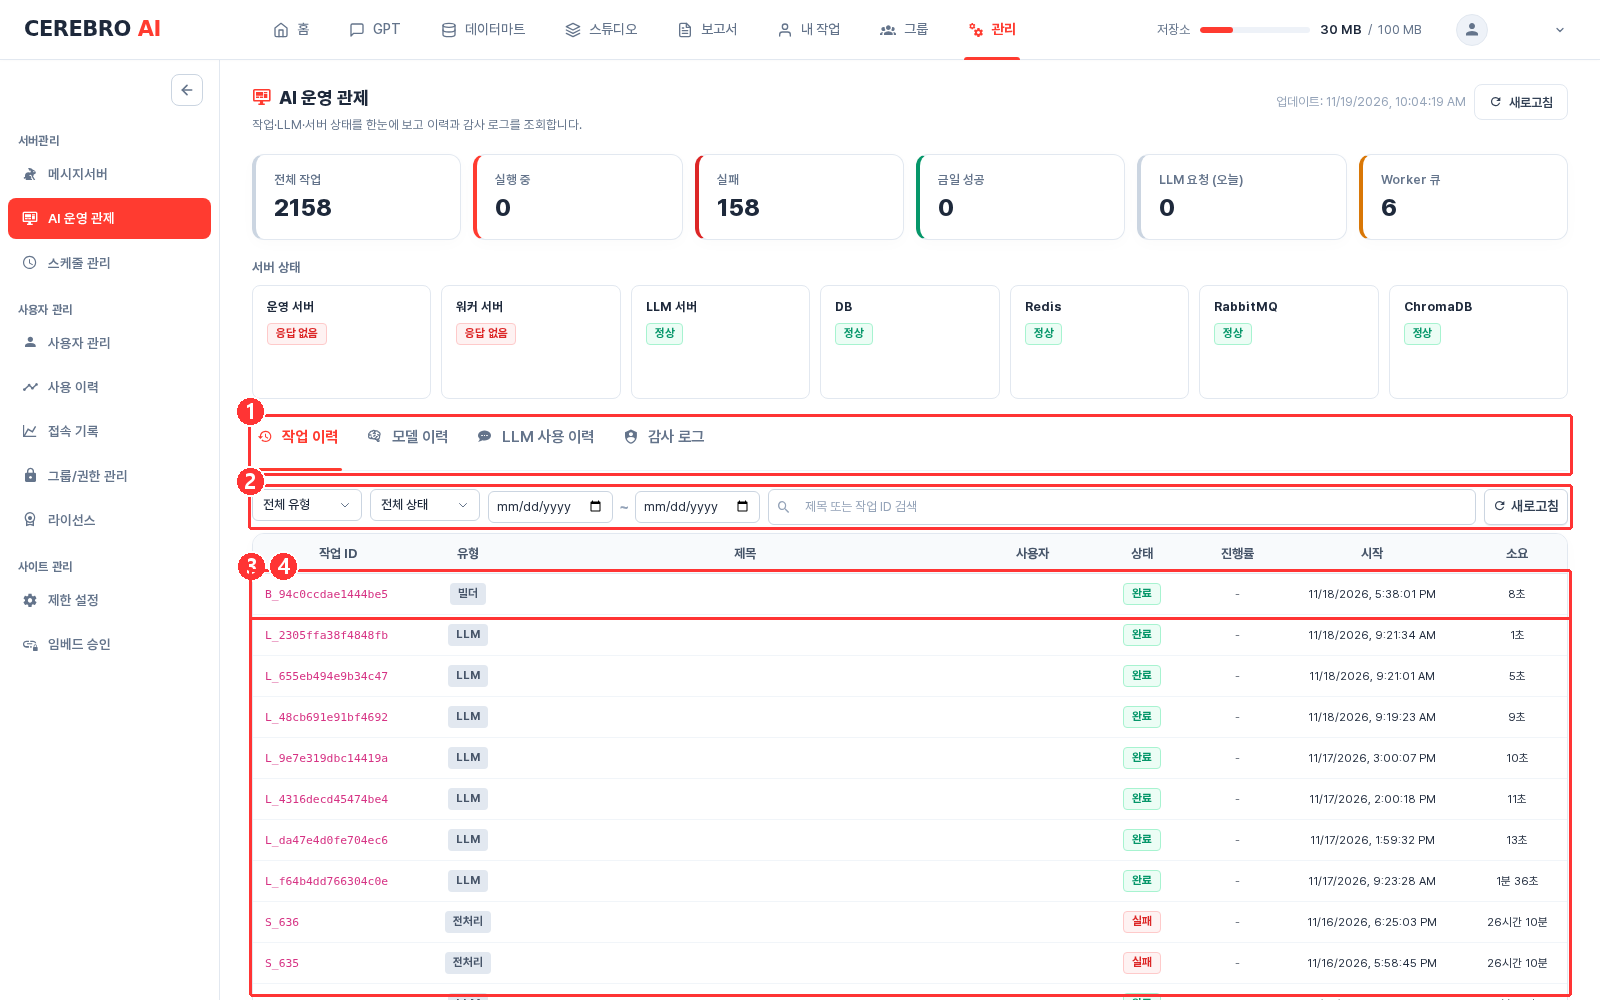 CEREBRO AI
홈
GPT
데이터마트
스튜디오
보고서
내 작업
그룹
관리
저장소
30 MB / 100 MB
서버관리
메시지서버
AI 운영 관제
스케줄 관리
사용자 관리
사용자 관리
사용 이력
접속 기록
그룹/권한 관리
라이선스
사이트 관리
제한 설정
임베드 승인
AI 운영 관제
작업·LLM·서버 상태를 한눈에 보고 이력과 감사 로그를 조회합니다.
업데이트: 11/19/2026, 10:04:19 AM
새로고침
전체 작업
2158
실행 중
0
실패
158
금일 성공
0
LLM 요청 (오늘)
0
Worker 큐
6
서버 상태
운영 서버
응답 없음
워커 서버
응답 없음
LLM 서버
정상
DB
정상
Redis
정상
RabbitMQ
정상
ChromaDB
정상
1
작업 이력
모델 이력
LLM 사용 이력
감사 로그
2
전체 유형
전체 상태
mm/dd/yyyy ~ mm/dd/yyyy
제목 또는 작업 ID 검색
새로고침
작업 ID 유형 제목 사용자 상태 진행률 시작 소요
3 4
B_94c0ccdae1444be5 빌더 완료 - 11/18/2026, 5:38:01 PM 8초
L_2305ffa38f4848fb LLM 완료 - 11/18/2026, 9:21:34 AM 1초
L_655eb494e9b34c47 LLM 완료 - 11/18/2026, 9:21:01 AM 5초
L_48cb691e91bf4692 LLM 완료 - 11/18/2026, 9:19:23 AM 9초
L_9e7e319dbc14419a LLM 완료 - 11/17/2026, 3:00:07 PM 10초
L_4316decd45474be4 LLM 완료 - 11/17/2026, 2:00:18 PM 11초
L_da47e4d0fe704ec6 LLM 완료 - 11/17/2026, 1:59:32 PM 13초
L_f64b4dd766304c0e LLM 완료 - 11/17/2026, 9:23:28 AM 1분 36초
S_636 전처리 실패 - 11/16/2026, 6:25:03 PM 26시간 10분
S_635 전처리 실패 - 11/16/2026, 5:58:45 PM 26시간 10분